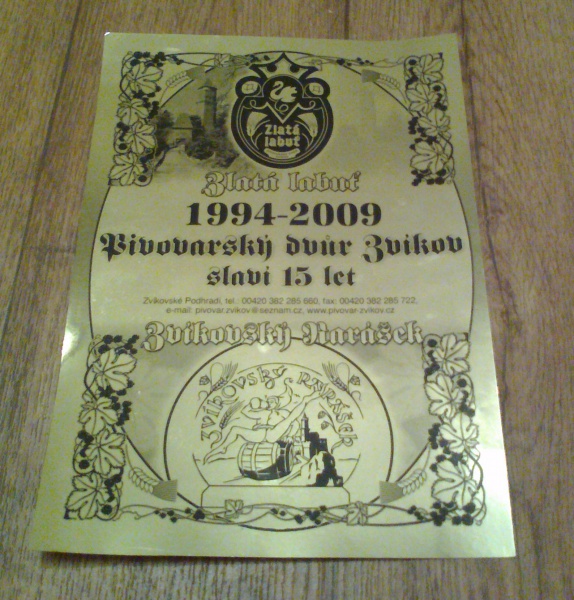 Zlatá
labuť
Zlatá labuť
1994-2009
Pivovarský dvůr Zvíkov
slaví 15 let
Zvíkovské Podhradí, tel.: 00420 382 285 660, fax: 00420 382 285 722,
e-mail: pivovar.zvikov@seznam.cz, www.pivovar-zvikov.cz
Zvíkovský Rarášek
ZVÍKOVSKÝ RARÁŠEK